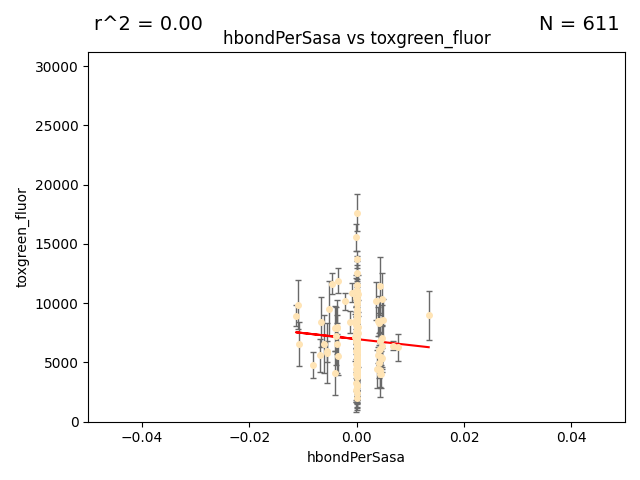 r^2 = 0.00
N = 611
hbondPerSasa vs toxgreen_fluor
30000
25000
20000
15000
10000
5000
0
toxgreen_fluor
−0.04
−0.02
0.00
0.02
0.04
hbondPerSasa